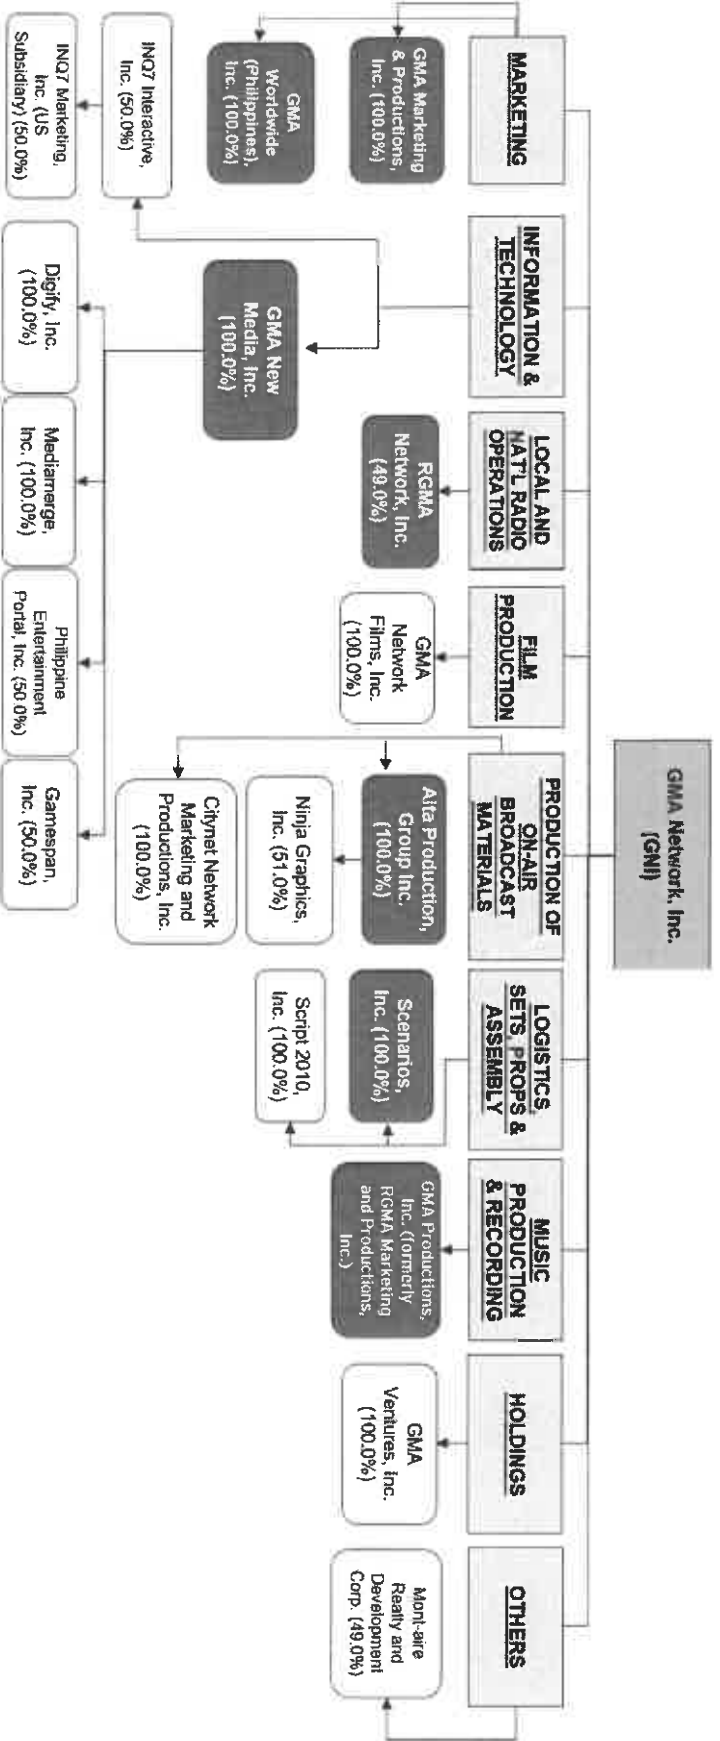 GMA Network, Inc.
(GNI)
MARKETING
GMA Marketing
& Productions,
Inc. (100.0%)
GMA
Worldwide
(Philippines),
Inc. (100.0%)
INFORMATION &
TECHNOLOGY
INQ7 Interactive,
Inc. (50.0%)
INQ7 Marketing,
Inc. (US
Subsidiary) (50.0%)
GMA New
Media, Inc.
(100.0%)
Digify, Inc.
(100.0%)
Mediamerge,
Inc. (100.0%)
Philippine
Entertainment
Portal, Inc. (50.0%)
Gamespan,
Inc. (50.0%)
LOCAL AND
NAT'L RADIO
OPERATIONS
RGMA
Network, Inc.
(49.0%)
FILM
PRODUCTION
GMA
Network
Films, Inc.
(100.0%)
PRODUCTION OF
ON-AIR
BROADCAST
MATERIALS
Alta Production,
Group Inc.
(100.0%)
Ninja Graphics,
Inc. (51.0%)
Citynet Network
Marketing and
Productions, Inc.
(100.0%)
LOGISTICS,
SETS, PROPS &
ASSEMBLY
Scenarios,
Inc. (100.0%)
Script 2010,
Inc. (100.0%)
MUSIC
PRODUCTION
& RECORDING
GMA Productions,
Inc. (formerly
RGMA Marketing
and Productions,
Inc.)
HOLDINGS
GMA
Ventures, Inc.
(100.0%)
OTHERS
Mont-aire
Realty and
Development
Corp. (49.0%)